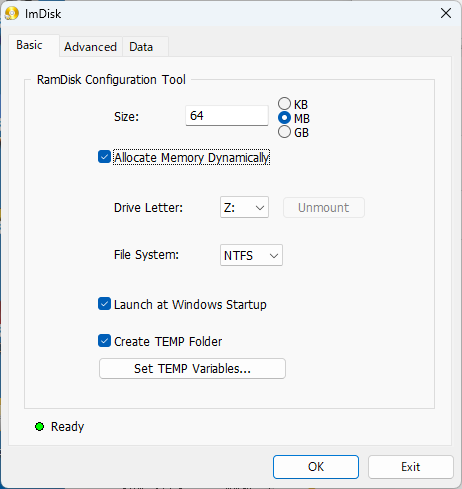 ImDisk
Basic Advanced Data
RamDisk Configuration Tool
Size: 64
KB
MB
GB
Allocate Memory Dynamically
Drive Letter: Z: Unmount
File System: NTFS
Launch at Windows Startup
Create TEMP Folder
Set TEMP Variables...
Ready
OK Exit